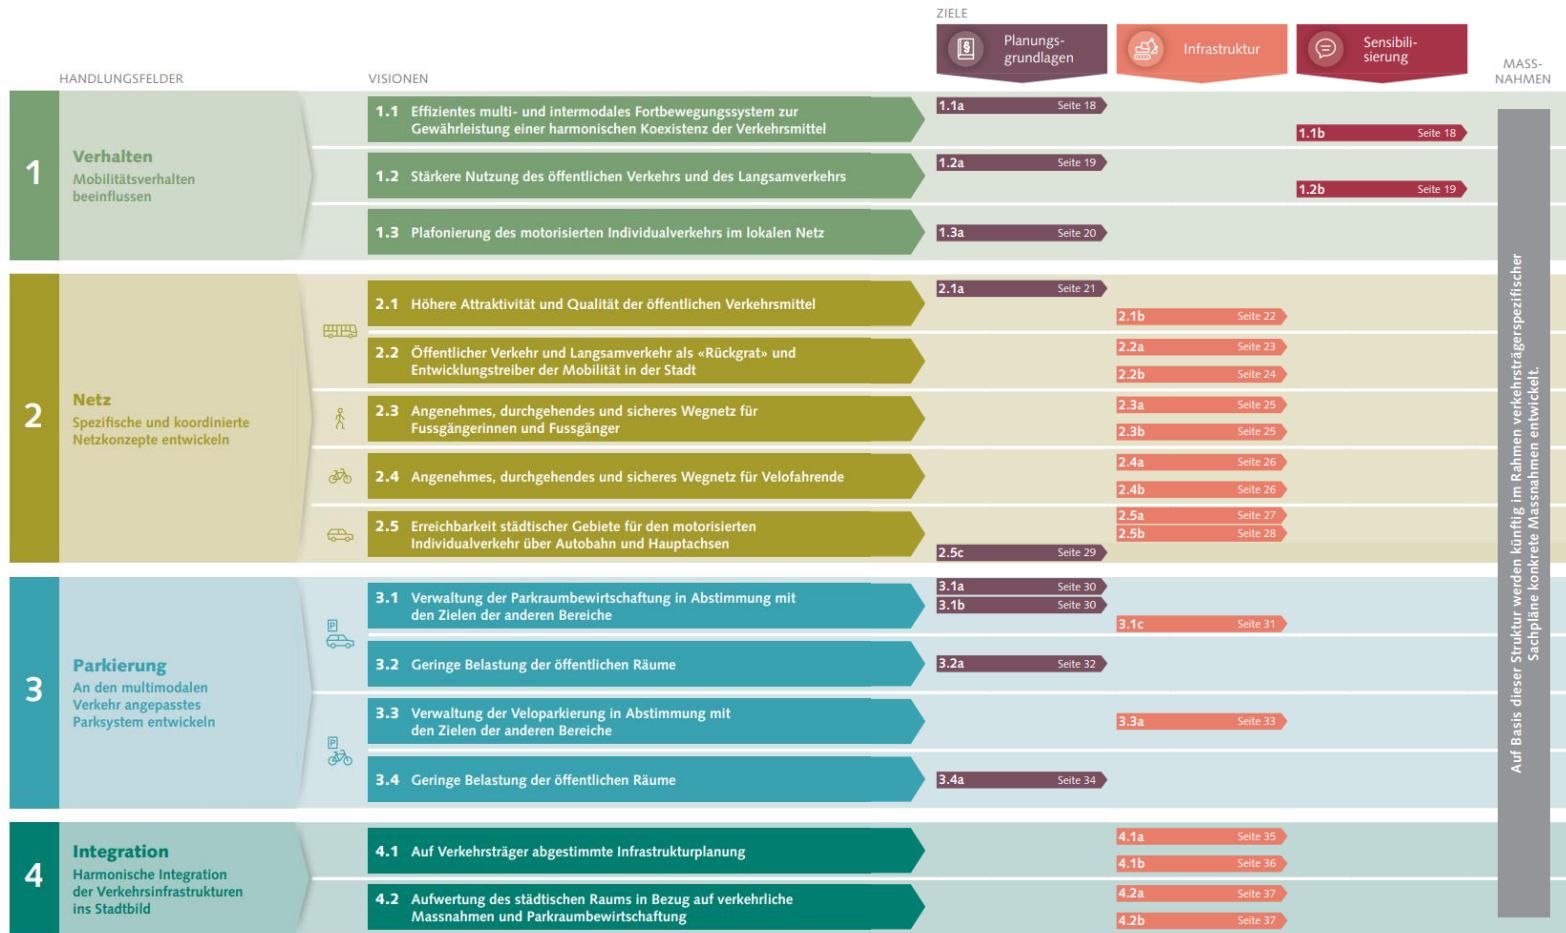 ZIELE
Planungs-
grundlagen
Infrastruktur
Sensibili-
sierung
MASS-
NAHMEN
HANDLUNGSFELDER
VISIONEN
1
Verhalten
Mobilitätsverhalten
beeinflussen
1.1 Effizientes multi- und intermodales Fortbewegungssystem zur
Gewährleistung einer harmonischen Koexistenz der Verkehrsmittel
1.1a Seite 18
1.1b Seite 18
1.2 Stärkere Nutzung des öffentlichen Verkehrs und des Langsamverkehrs
1.2a Seite 19
1.2b Seite 19
1.3 Plafonierung des motorisierten Individualverkehrs im lokalen Netz
1.3a Seite 20
2
Netz
Spezifische und koordinierte
Netzkonzepte entwickeln
2.1 Höhere Attraktivität und Qualität der öffentlichen Verkehrsmittel
2.1a Seite 21
2.1b Seite 22
2.2 Öffentlicher Verkehr und Langsamverkehr als «Rückgrat» und
Entwicklungstreiber der Mobilität in der Stadt
2.2a Seite 23
2.2b Seite 24
2.3 Angenehmes, durchgehendes und sicheres Wegnetz für
Fussgängerinnen und Fussgänger
2.3a Seite 25
2.3b Seite 25
2.4 Angenehmes, durchgehendes und sicheres Wegnetz für Velofahrende
2.4a Seite 26
2.4b Seite 26
2.5 Erreichbarkeit städtischer Gebiete für den motorisierten
Individualverkehr über Autobahn und Hauptachsen
2.5a Seite 27
2.5b Seite 28
2.5c Seite 29
3
Parkierung
An den multimodalen
Verkehr angepasstes
Parksystem entwickeln
P
3.1 Verwaltung der Parkraumbewirtschaftung in Abstimmung mit
den Zielen der anderen Bereiche
3.1a Seite 30
3.1b Seite 30
3.1c Seite 31
3.2 Geringe Belastung der öffentlichen Räume
3.2a Seite 32
P
3.3 Verwaltung der Veloparkierung in Abstimmung mit
den Zielen der anderen Bereiche
3.3a Seite 33
3.4 Geringe Belastung der öffentlichen Räume
3.4a Seite 34
4
Integration
Harmonische Integration
der Verkehrsinfrastrukturen
ins Stadtbild
4.1 Auf Verkehrsträger abgestimmte Infrastrukturplanung
4.1a Seite 35
4.1b Seite 36
4.2 Aufwertung des städtischen Raums in Bezug auf verkehrliche
Massnahmen und Parkraumbewirtschaftung
4.2a Seite 37
4.2b Seite 37
Auf Basis dieser Struktur werden künftig im Rahmen verkehrsträgerspezifischer
Sachpläne konkrete Massnahmen entwickelt.